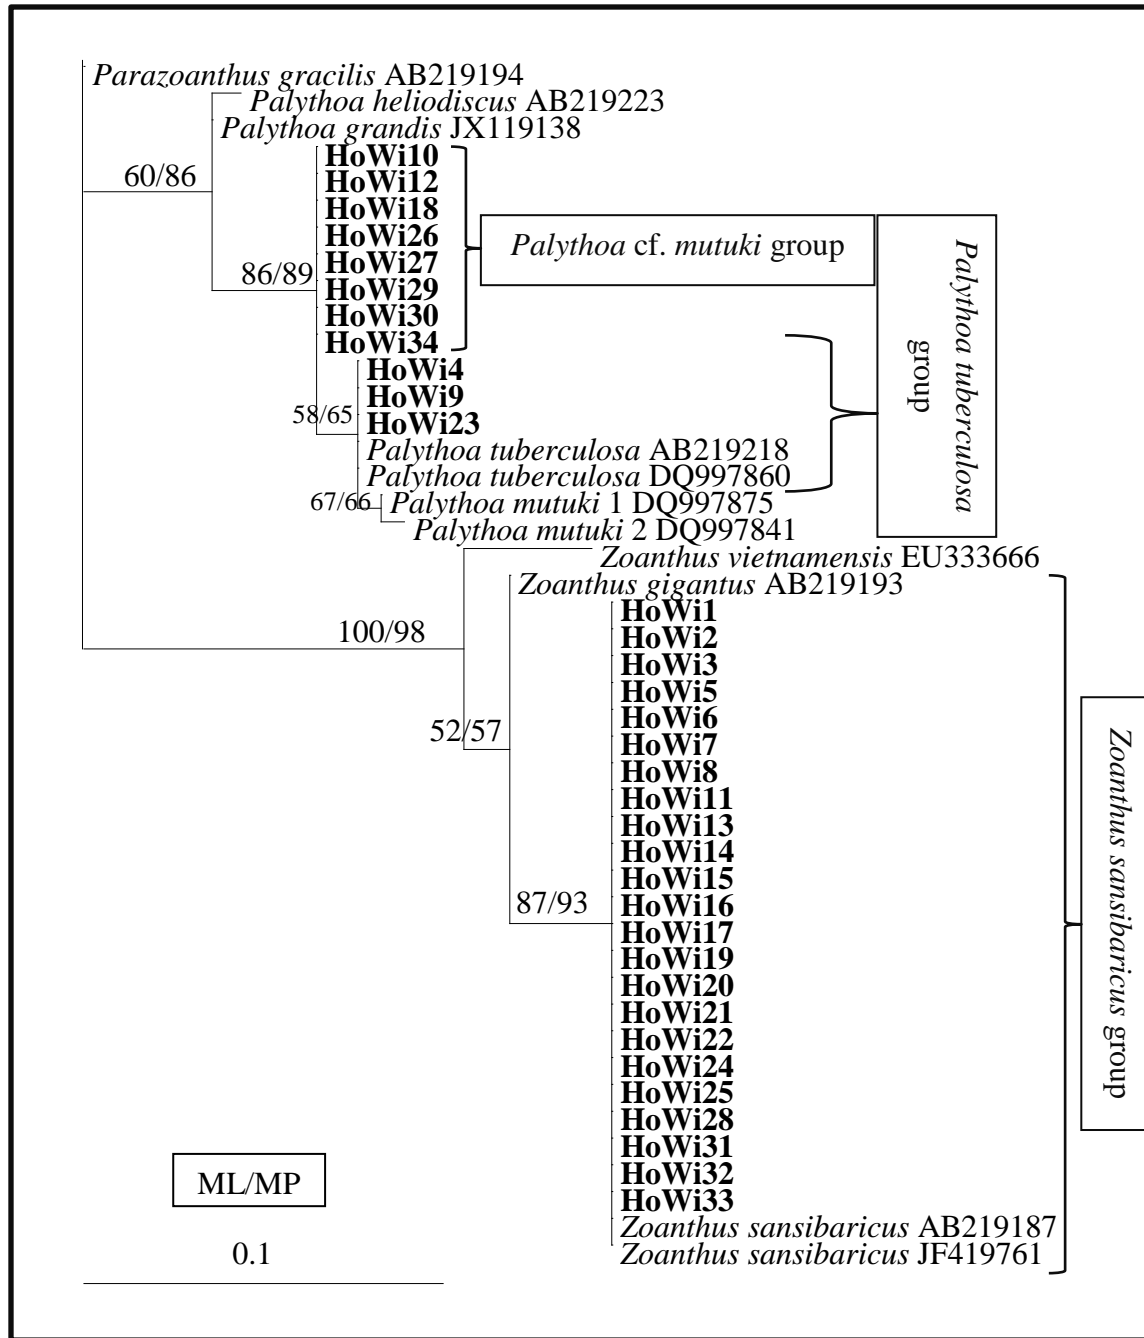 Parazoanthus gracilis AB219194
Palythoa heliodiscus AB219223
Palythoa grandis JX119138
HoWi10
60/86
HoWi12
HoWi18
HoWi26
Palythoa cf. mutuki group
HoWi27
86/89
HoWi29
HoWi30
HoWi34
Palythoa tuberculosa
group
HoWi4
HoWi9
58/65
HoWi23
Palythoa tuberculosa AB219218
Palythoa tuberculosa DQ997860
67/66
Palythoa mutuki 1 DQ997875
Palythoa mutuki 2 DQ997841
Zoanthus vietnamensis EU333666
Zoanthus gigantus AB219193
HoWi1
100/98
HoWi2
HoWi3
HoWi5
HoWi6
52/57
HoWi7
HoWi8
HoWi11
HoWi13
HoWi14
HoWi15
87/93
HoWi16
HoWi17
HoWi19
HoWi20
HoWi21
HoWi22
HoWi24
HoWi25
HoWi28
HoWi31
HoWi32
HoWi33
Zoanthus sansibaricus group
ML/MP
Zoanthus sansibaricus AB219187
Zoanthus sansibaricus JF419761
0.1